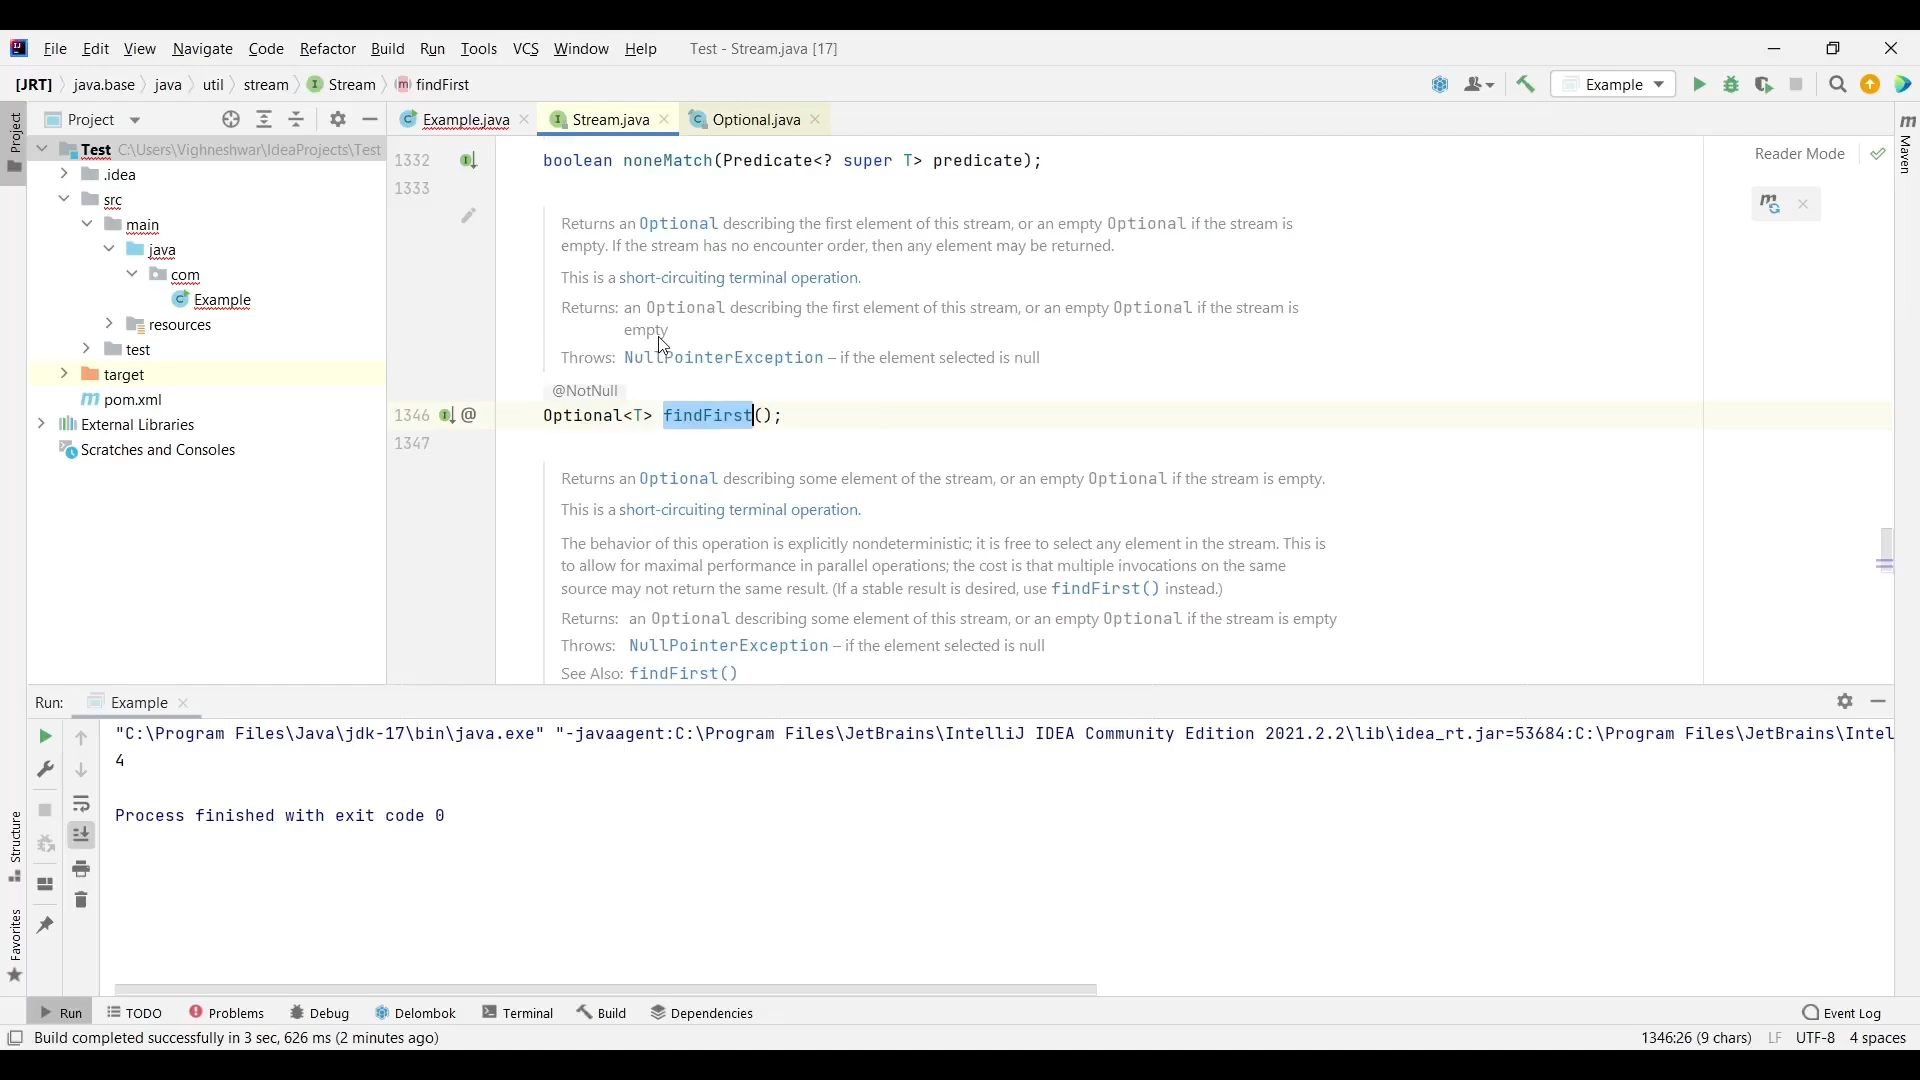 File Edit View Navigate Code Refactor Build Run Tools VCS Window Help Test - Stream.java [17]
[JRT] java.base java util stream Stream findFirst Example
Project Example.java Stream.java Optional.java
Project
Maven
Test C:\Users\Vighneshwar\IdeaProjects\Test
.idea
src
main
java
com
Example
resources
test
target
pom.xml
External Libraries
Scratches and Consoles
Reader Mode
1332 boolean noneMatch(Predicate<? super T> predicate);
1333
Returns an Optional describing the first element of this stream, or an empty Optional if the stream is
empty. If the stream has no encounter order, then any element may be returned.
This is a short-circuiting terminal operation.
Returns: an Optional describing the first element of this stream, or an empty Optional if the stream is
empty
Throws: NullPointerException – if the element selected is null
@NotNull
1346 @ Optional<T> findFirst();
1347
Returns an Optional describing some element of the stream, or an empty Optional if the stream is empty.
This is a short-circuiting terminal operation.
The behavior of this operation is explicitly nondeterministic; it is free to select any element in the stream. This is
to allow for maximal performance in parallel operations; the cost is that multiple invocations on the same
source may not return the same result. (If a stable result is desired, use findFirst() instead.)
Returns: an Optional describing some element of the stream, or an empty Optional if the stream is empty
Throws: NullPointerException – if the element selected is null
See Also: findFirst()
Run: Example
"C:\Program Files\Java\jdk-17\bin\java.exe" "-javaagent:C:\Program Files\JetBrains\IntelliJ IDEA Community Edition 2021.2.2\lib\idea_rt.jar=53684:C:\Program Files\JetBrains\Intel
4
Process finished with exit code 0
Structure
Favorites
Run TODO Problems Debug Delombok Terminal Build Dependencies Event Log
Build completed successfully in 3 sec, 626 ms (2 minutes ago) 1346:26 (9 chars) LF UTF-8 4 spaces